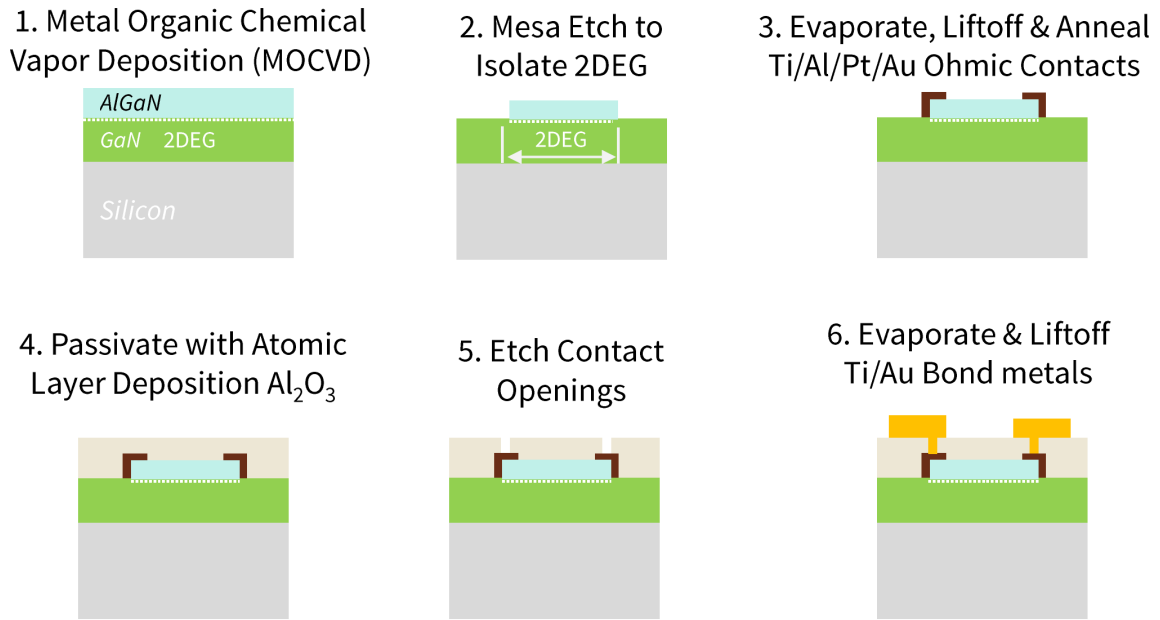 1. Metal Organic Chemical
Vapor Deposition (MOCVD)
AlGaN
GaN 2DEG
Silicon
2. Mesa Etch to
Isolate 2DEG
2DEG
3. Evaporate, Liftoff & Anneal
Ti/Al/Pt/Au Ohmic Contacts
4. Passivate with Atomic
Layer Deposition Al₂O₃
5. Etch Contact
Openings
6. Evaporate & Liftoff
Ti/Au Bond metals